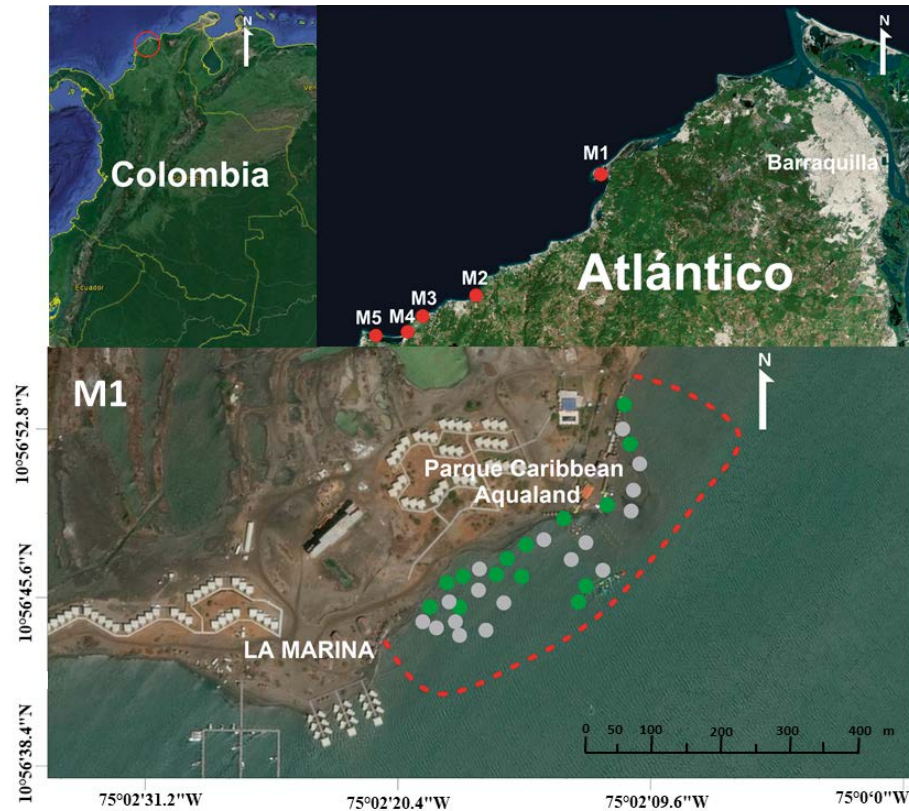 N
Colombia
Ecuador
N
M1
Barraquilla
Atlántico
M2
M3
M4
M5
M1
N
Parque Caribbean
Aqualand
LA MARINA
0 50 100 200 300 400 m
10°56'52.8"N
10°56'45.6"N
10°56'38.4"N
75°02'31.2"W
75°02'20.4"W
75°02'09.6"W
75°0'0"W